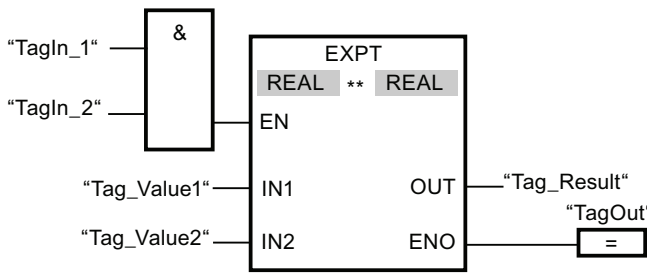 &
“TagIn_1“
EXPT
REAL ** REAL
“TagIn_2“
EN
“Tag_Value1“ IN1 OUT “Tag_Result“
“TagOut“
“Tag_Value2“ IN2 ENO =